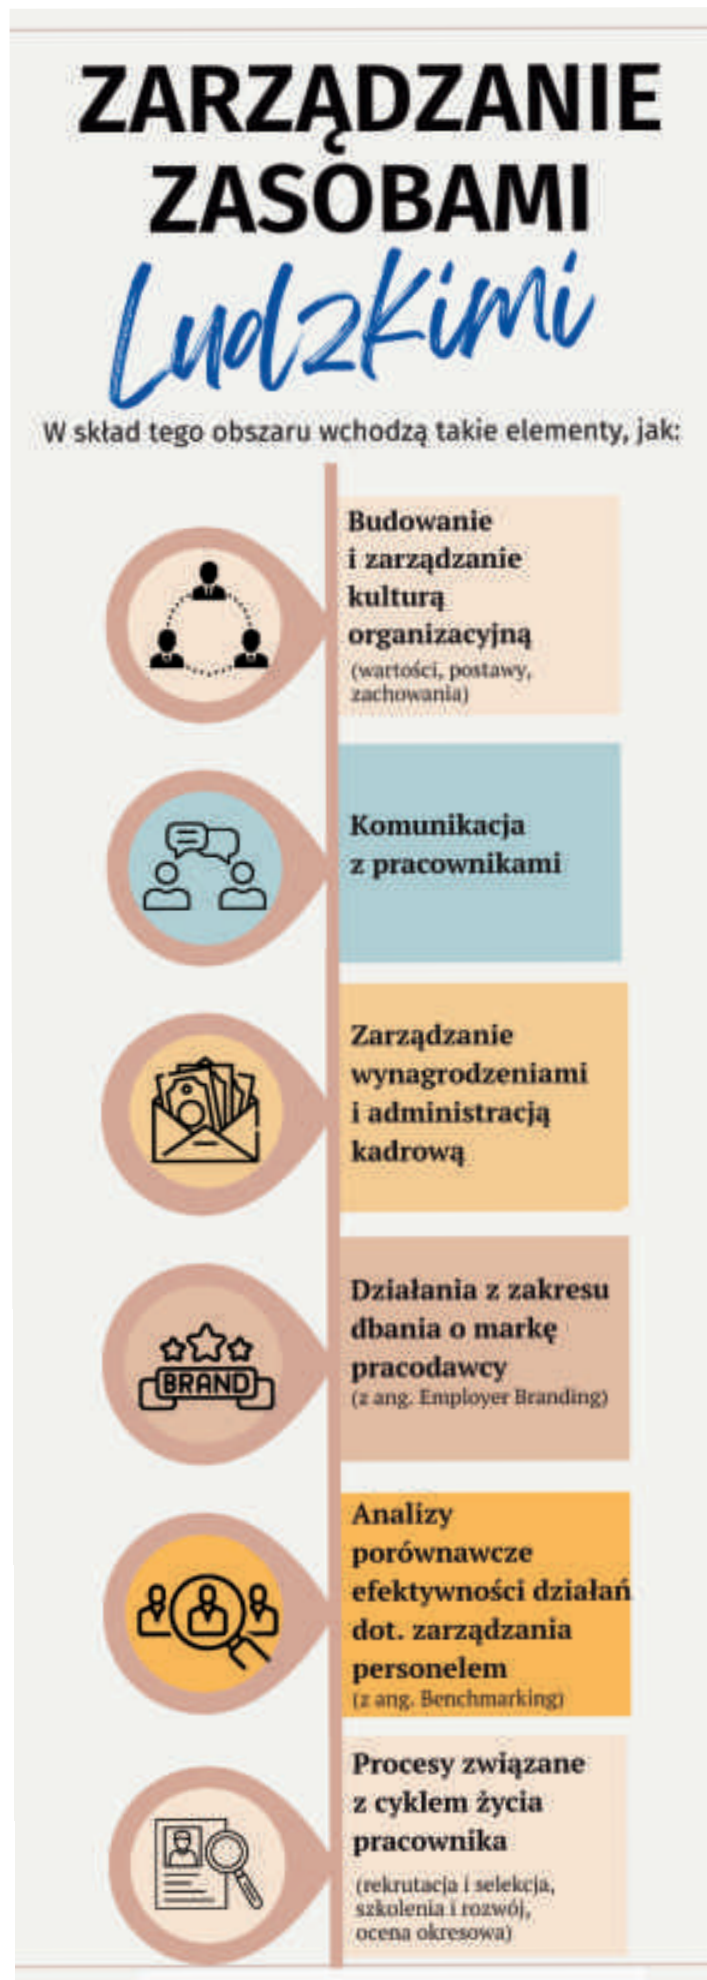 ZARZĄDZANIE
ZASOBAMI
Ludzkimi
W skład tego obszaru wchodzą takie elementy, jak:
Budowanie
i zarządzanie
kulturą
organizacyjną
(wartości, postawy,
zachowania)
Komunikacja
z pracownikami
Zarządzanie
wynagrodzeniami
i administracją
kadrową
Działania z zakresu
dbania o markę
pracodawcy
(z ang. Employer Branding)
BRAND
Analizy
porównawcze
efektywności działań
dot. zarządzania
personelem
(z ang. Benchmarking)
Procesy związane
z cyklem życia
pracownika
(rekrutacja i selekcja,
szkolenia i rozwój,
ocena okresowa)